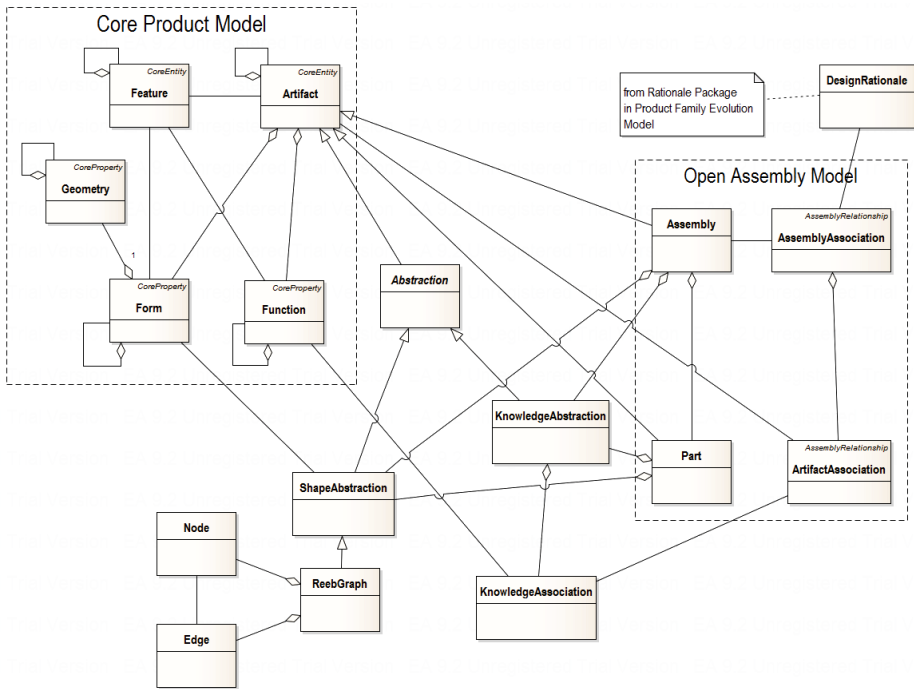 Core Product Model
CoreEntity
Feature
CoreEntity
Artifact
from Rationale Package
in Product Family Evolution
Model
DesignRationale
CoreProperty
Geometry
Open Assembly Model
Assembly
AssemblyRelationship
AssemblyAssociation
1
CoreProperty
Form
CoreProperty
Function
Abstraction
KnowledgeAbstraction
Part
AssemblyRelationship
ArtifactAssociation
ShapeAbstraction
Node
ReebGraph
KnowledgeAssociation
Edge